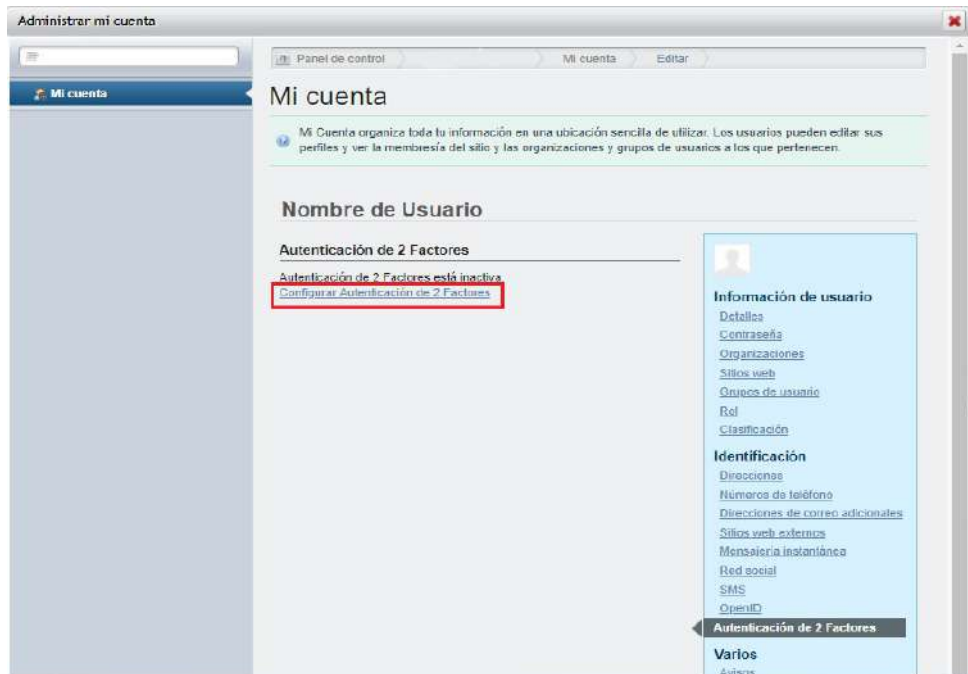 Administrar mi cuenta
Mi cuenta
Panel de control
Mi cuenta
Editar
Mi cuenta
Mi Cuenta organiza toda tu información en una ubicación sencilla de utilizar. Los usuarios pueden editar sus
perfiles y ver la membresía del sitio y las organizaciones y grupos de usuarios a los que pertenecen.
Nombre de Usuario
Autenticación de 2 Factores
Autenticación de 2 Factores está inactiva
Configurar Autenticación de 2 Factores
Información de usuario
Detalles
Contraseña
Organizaciones
Sitios web
Grupos de usuario
Rol
Clasificación
Identificación
Direcciones
Números de teléfono
Direcciones de correo adicionales
Sitios web externos
Mensajería instantánea
Red social
SMS
OpenID
Autenticación de 2 Factores
Varios
Avisos